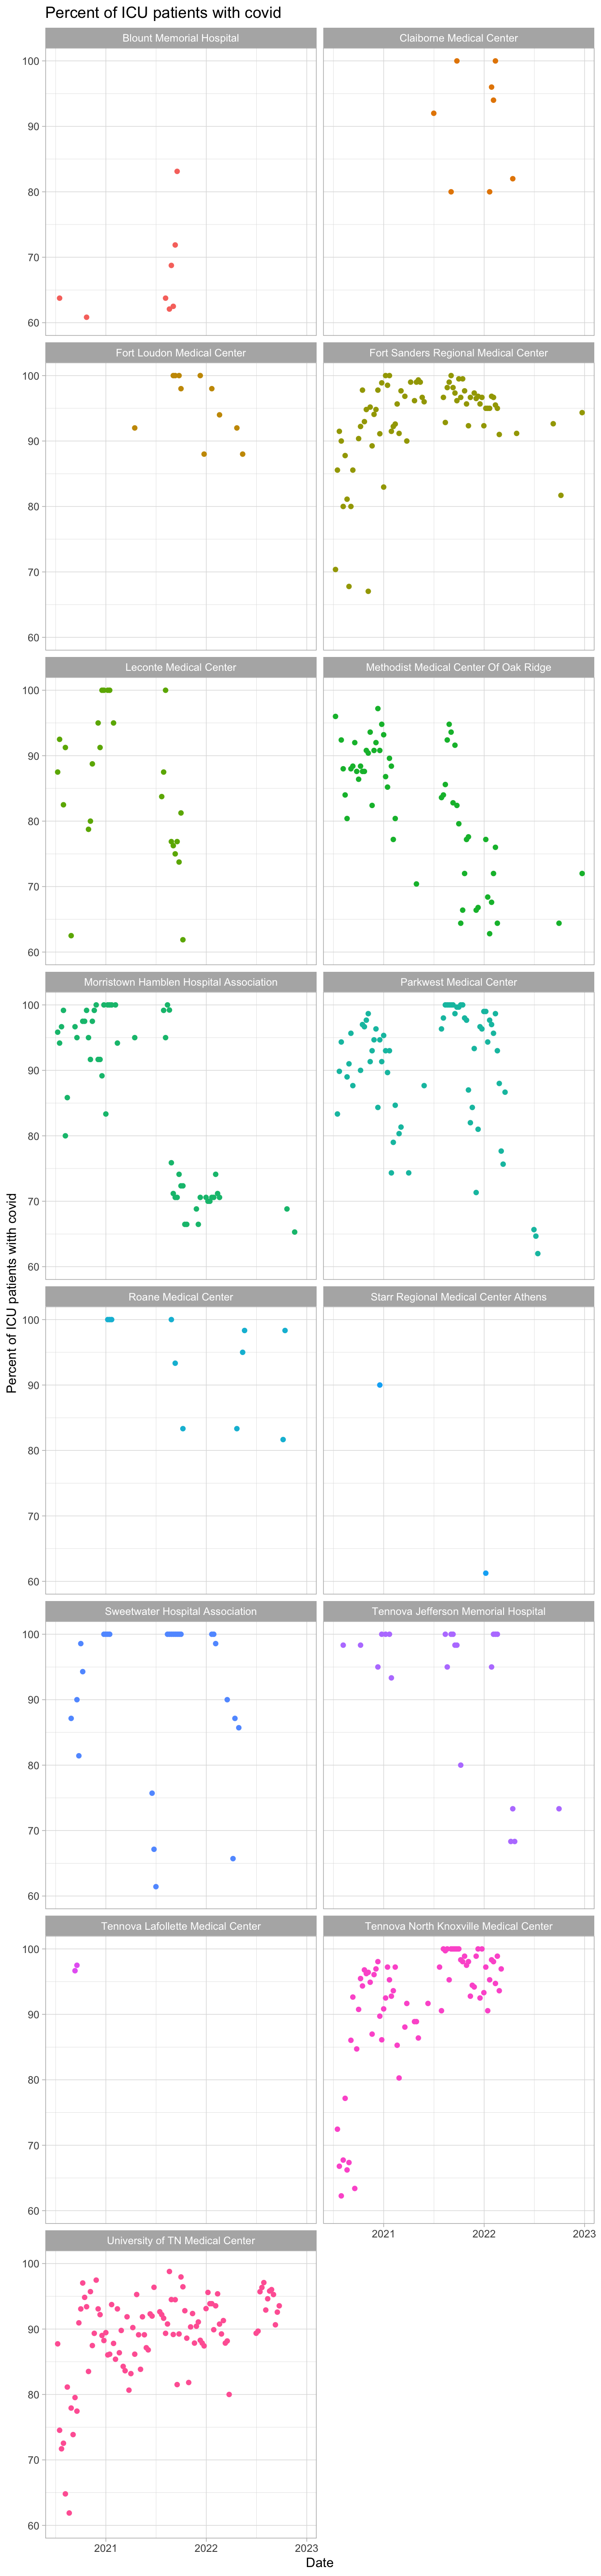 Percent of ICU patients with covid
Blount Memorial Hospital
Claiborne Medical Center
100
90
80
70
60
Fort Loudon Medical Center
Fort Sanders Regional Medical Center
100
90
80
70
60
Leconte Medical Center
Methodist Medical Center Of Oak Ridge
100
90
80
70
60
Morristown Hamblen Hospital Association
Parkwest Medical Center
100
90
80
70
60
Percent of ICU patients witth covid
Roane Medical Center
Starr Regional Medical Center Athens
100
90
80
70
60
Sweetwater Hospital Association
Tennova Jefferson Memorial Hospital
100
90
80
70
60
Tennova Lafollette Medical Center
Tennova North Knoxville Medical Center
100
90
80
70
60
2021
2022
2023
University of TN Medical Center
100
90
80
70
60
2021
2022
2023
Date